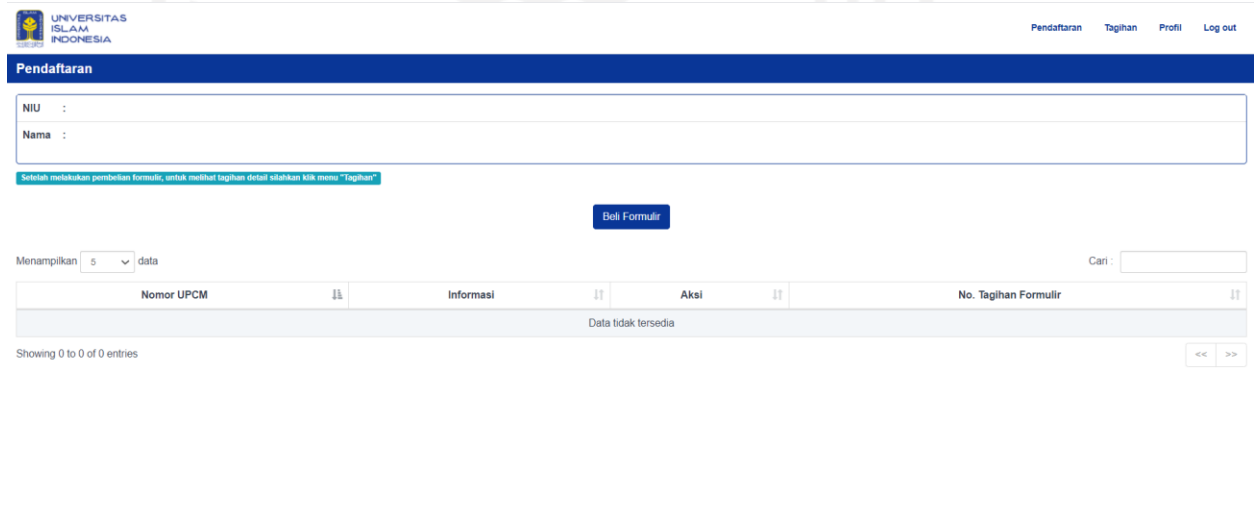 UNIVERSITAS
ISLAM
INDONESIA
Pendaftaran Tagihan Profil Log out
Pendaftaran
NIU :
Nama :
Setelah melakukan pembelian formulir, untuk melihat tagihan detail silahkan klik menu "Tagihan"
Beli Formulir
Menampilkan 5 data Cari :
Nomor UPCM Informasi Aksi No. Tagihan Formulir
Data tidak tersedia
Showing 0 to 0 of 0 entries << >>